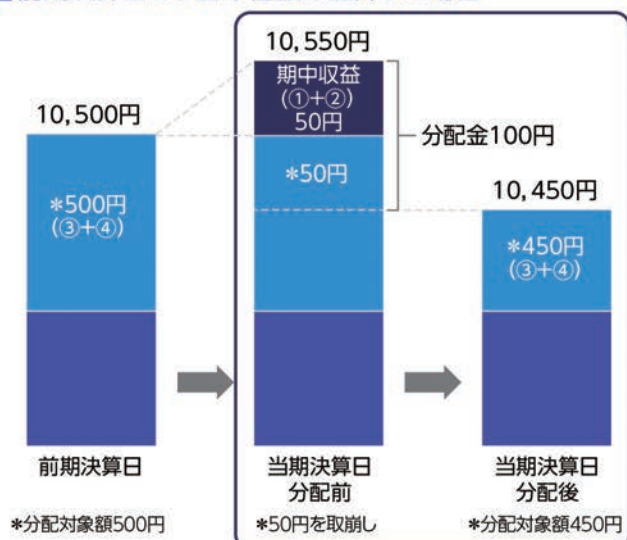 10,550円
期中収益
(①+②)
50円
10,500円
分配金100円
*50円
*500円
(③+④)
10,450円
*450円
(③+④)
前期決算日
当期決算日
分配前
当期決算日
分配後
*分配対象額500円
*50円を取崩し
*分配対象額450円